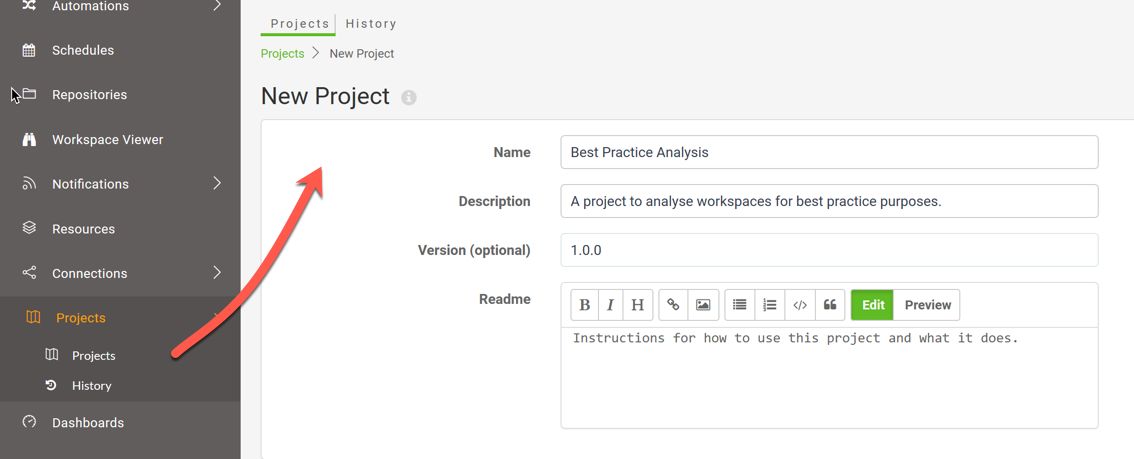 Automations
Schedules
Repositories
Workspace Viewer
Notifications
Resources
Connections
Projects
Projects
History
Dashboards
Projects History
Projects > New Project
New Project
Name Best Practice Analysis
Description A project to analyse workspaces for best practice purposes.
Version (optional) 1.0.0
Readme B I H </> Edit Preview
Instructions for how to use this project and what it does.